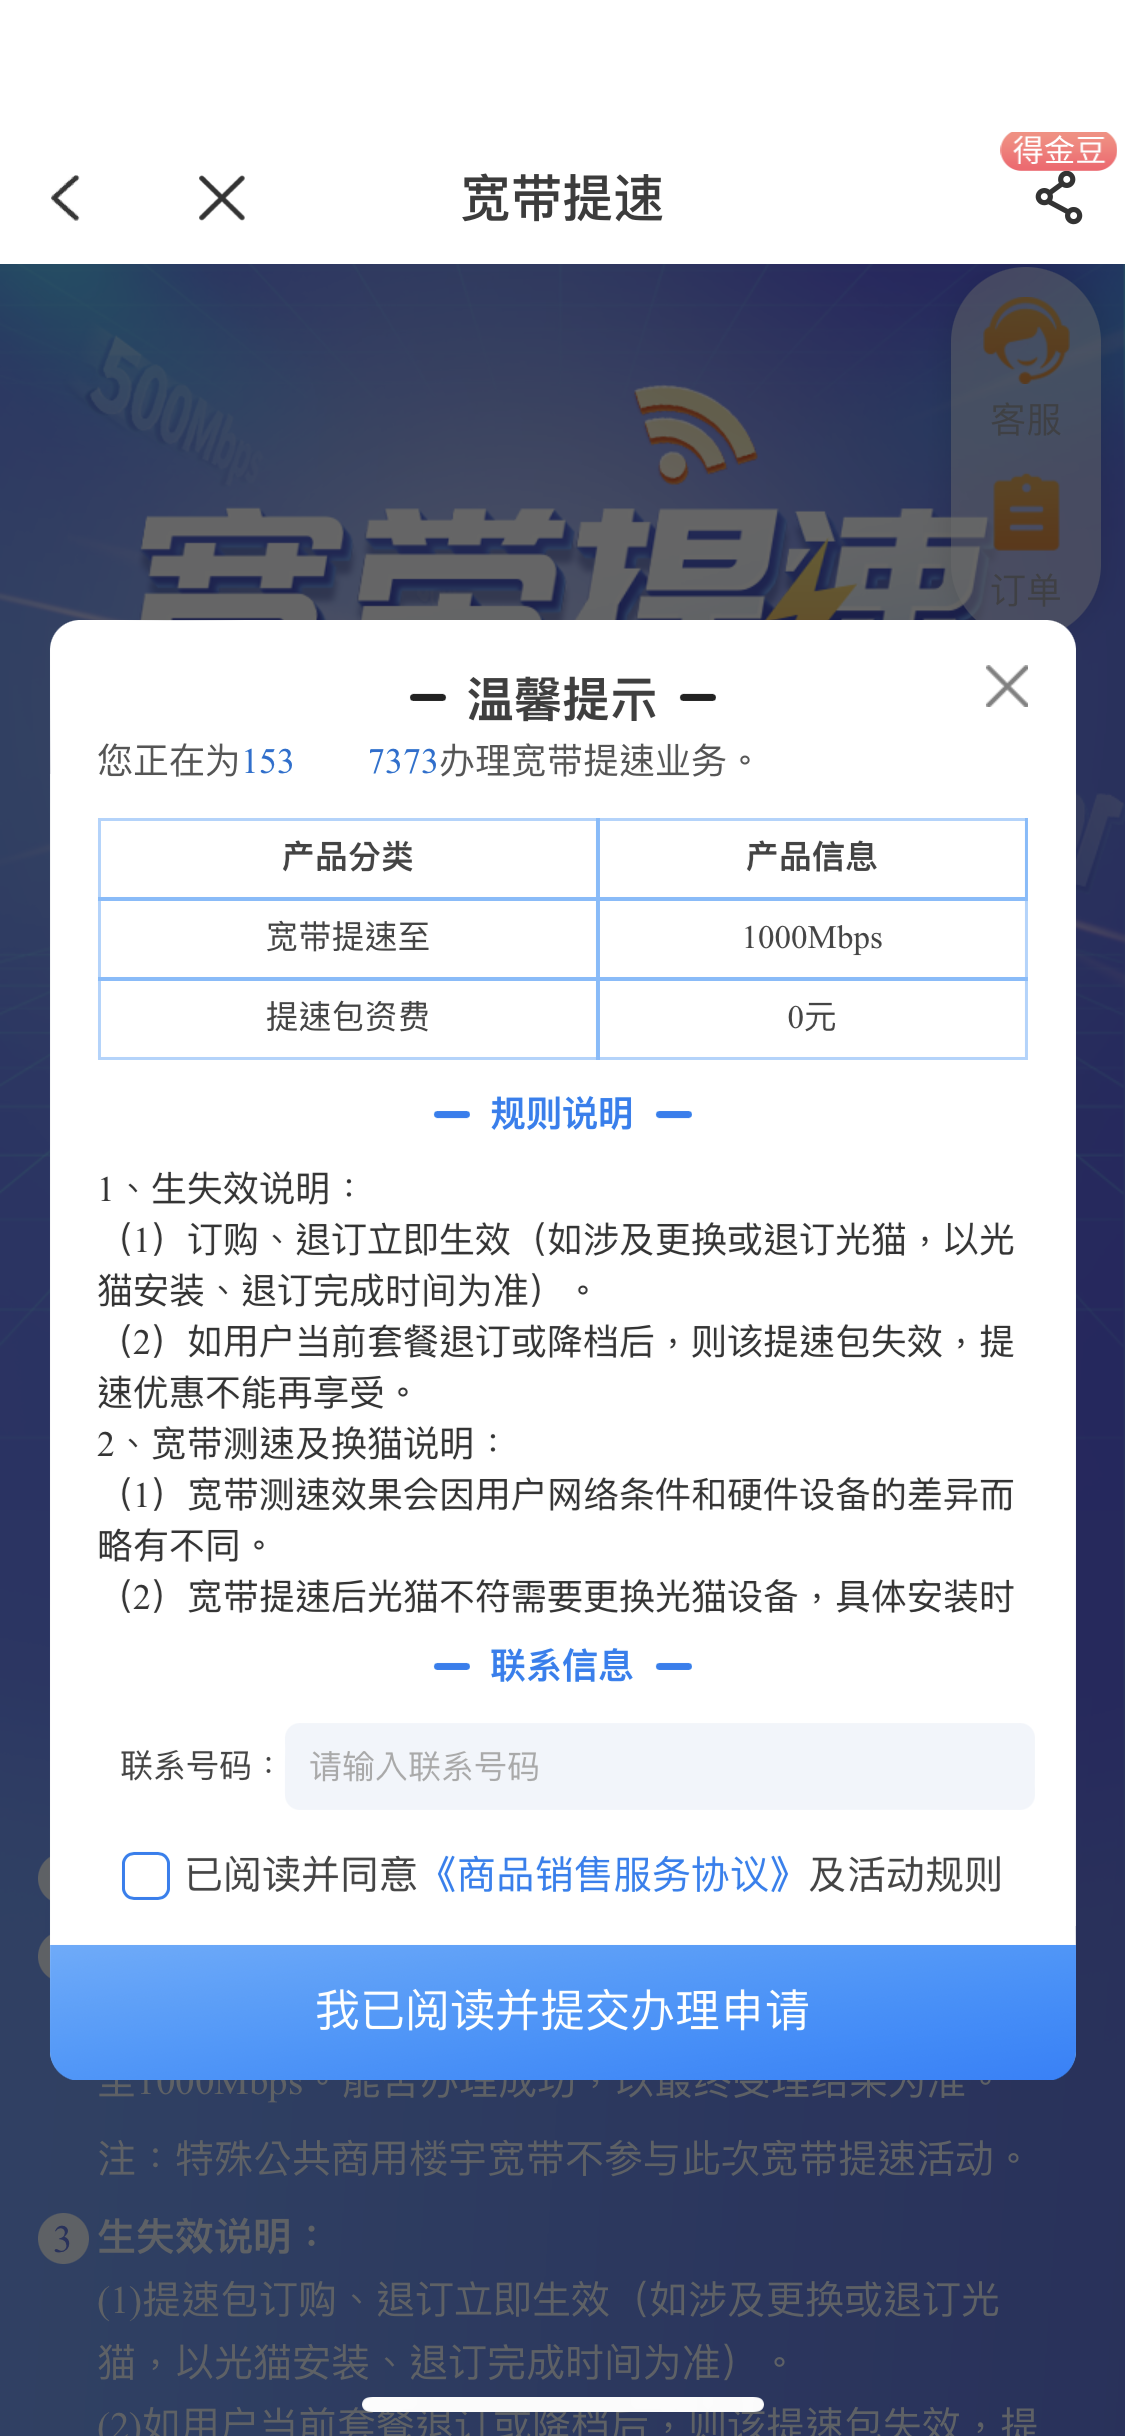 得金豆
宽带提速
500Mbps
客服
宽带提速
订单
温馨提示
您正在为153 7373办理宽带提速业务。
产品分类 产品信息
宽带提速至 1000Mbps
提速包资费 0元
规则说明
1、生失效说明：
（1）订购、退订立即生效（如涉及更换或退订光猫，以光
猫安装、退订完成时间为准）。
（2）如用户当前套餐退订或降档后，则该提速包失效，提
速优惠不能再享受。
2、宽带测速及换猫说明：
（1）宽带测速效果会因用户网络条件和硬件设备的差异而
略有不同。
（2）宽带提速后光猫不符需要更换光猫设备，具体安装时
联系信息
联系号码： 请输入联系号码
已阅读并同意《商品销售服务协议》及活动规则
我已阅读并提交办理申请
至1000Mbps。能否办理成功，以最终受理结果为准。
注：特殊公共商用楼宇宽带不参与此次宽带提速活动。
3 生失效说明：
(1)提速包订购、退订立即生效（如涉及更换或退订光
猫，以光猫安装、退订完成时间为准）。
(2)如用户当前套餐退订或降档后，则该提速包失效，提